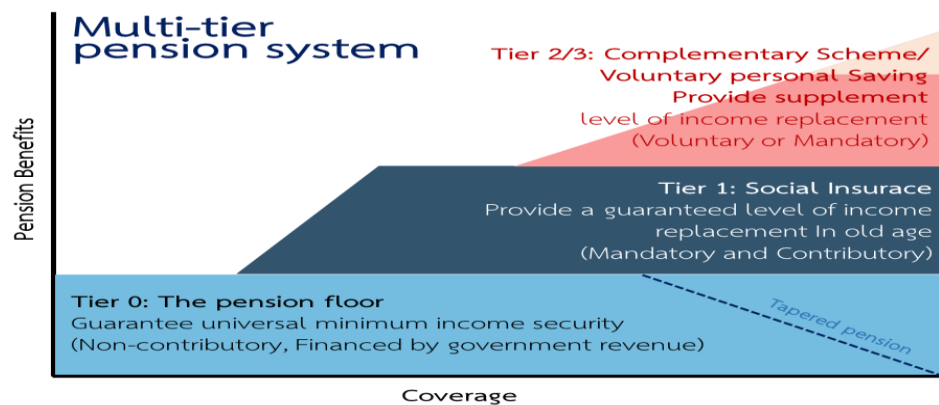 Multi-tier
pension system
Tier 2/3: Complementary Scheme/
Voluntary personal Saving
Provide supplement
level of income replacement
(Voluntary or Mandatory)
Pension Benefits
Tier 1: Social Insurace
Provide a guaranteed level of income
replacement In old age
(Mandatory and Contributory)
Tier 0: The pension floor
Guarantee universal minimum income security
(Non-contributory, Financed by government revenue)
Tapered pension
Coverage